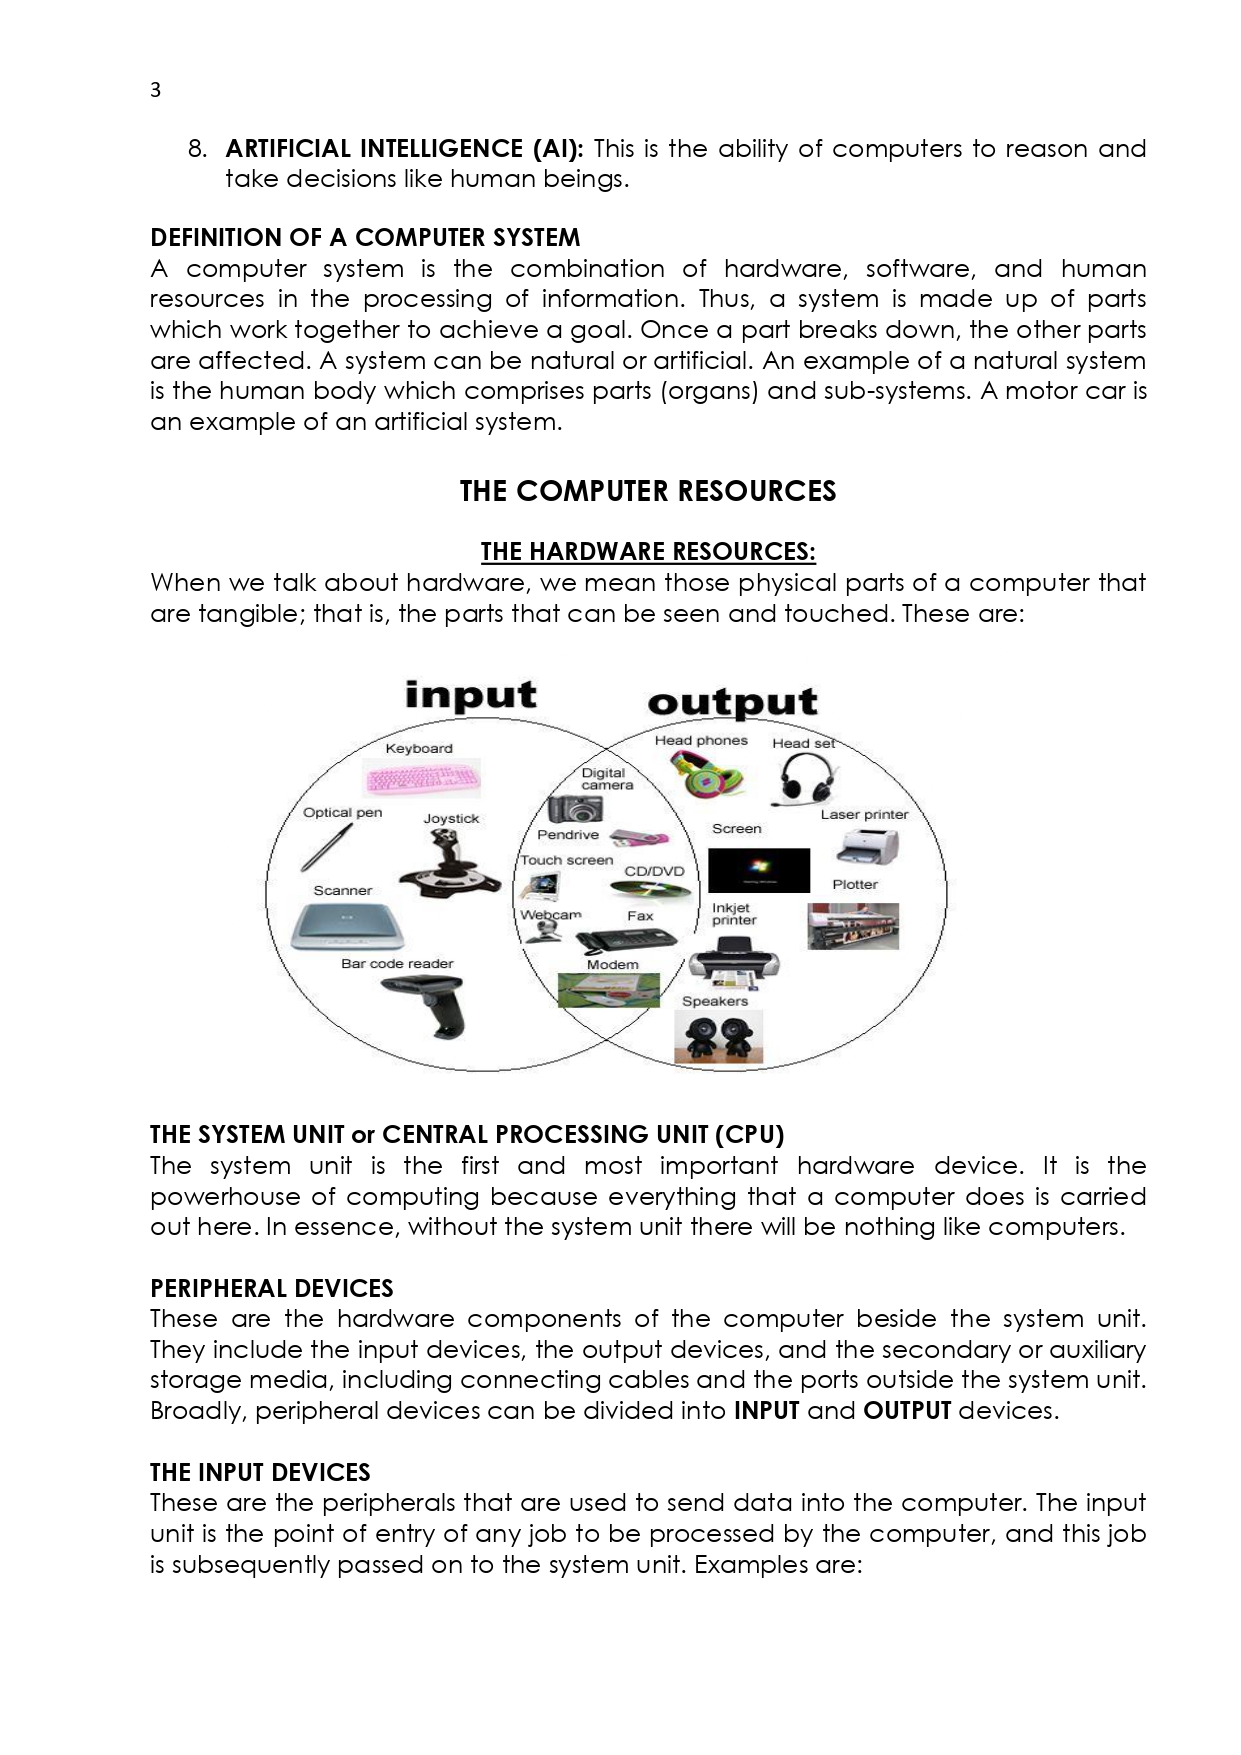 3
8. ARTIFICIAL INTELLIGENCE (AI): This is the ability of computers to reason and
take decisions like human beings.
DEFINITION OF A COMPUTER SYSTEM
A computer system is the combination of hardware, software, and human
resources in the processing of information. Thus, a system is made up of parts
which work together to achieve a goal. Once a part breaks down, the other parts
are affected. A system can be natural or artificial. An example of a natural system
is the human body which comprises parts (organs) and sub-systems. A motor car is
an example of an artificial system.
THE COMPUTER RESOURCES
THE HARDWARE RESOURCES:
When we talk about hardware, we mean those physical parts of a computer that
are tangible; that is, the parts that can be seen and touched. These are:
input
output
Keyboard
Optical pen
Joystick
Scanner
Bar code reader
Digital
camera
Pendrive
Touch screen
CD/DVD
Webcam
Fax
Modem
Head phones
Head set
Laser printer
Screen
Plotter
Inkjet
printer
Speakers
THE SYSTEM UNIT or CENTRAL PROCESSING UNIT (CPU)
The system unit is the first and most important hardware device. It is the
powerhouse of computing because everything that a computer does is carried
out here. In essence, without the system unit there will be nothing like computers.
PERIPHERAL DEVICES
These are the hardware components of the computer beside the system unit.
They include the input devices, the output devices, and the secondary or auxiliary
storage media, including connecting cables and the ports outside the system unit.
Broadly, peripheral devices can be divided into INPUT and OUTPUT devices.
THE INPUT DEVICES
These are the peripherals that are used to send data into the computer. The input
unit is the point of entry of any job to be processed by the computer, and this job
is subsequently passed on to the system unit. Examples are: